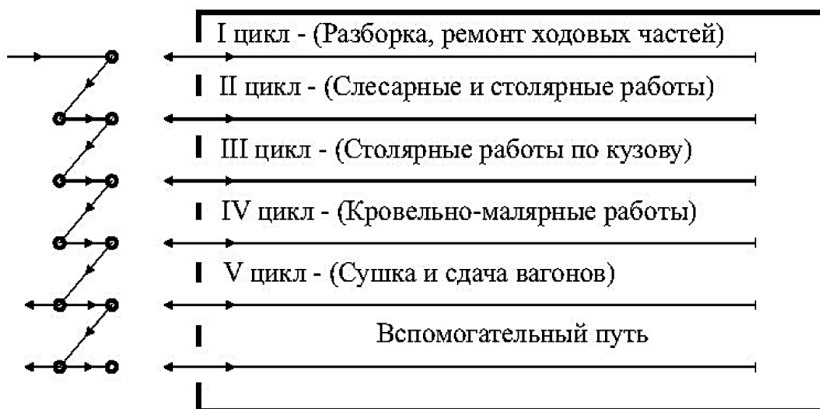 I цикл - (Разборка, ремонт ходовых частей)
II цикл - (Слесарные и столярные работы)
III цикл - (Столярные работы по кузову)
IV цикл - (Кровельно-малярные работы)
V цикл - (Сушка и сдача вагонов)
Вспомогательный путь